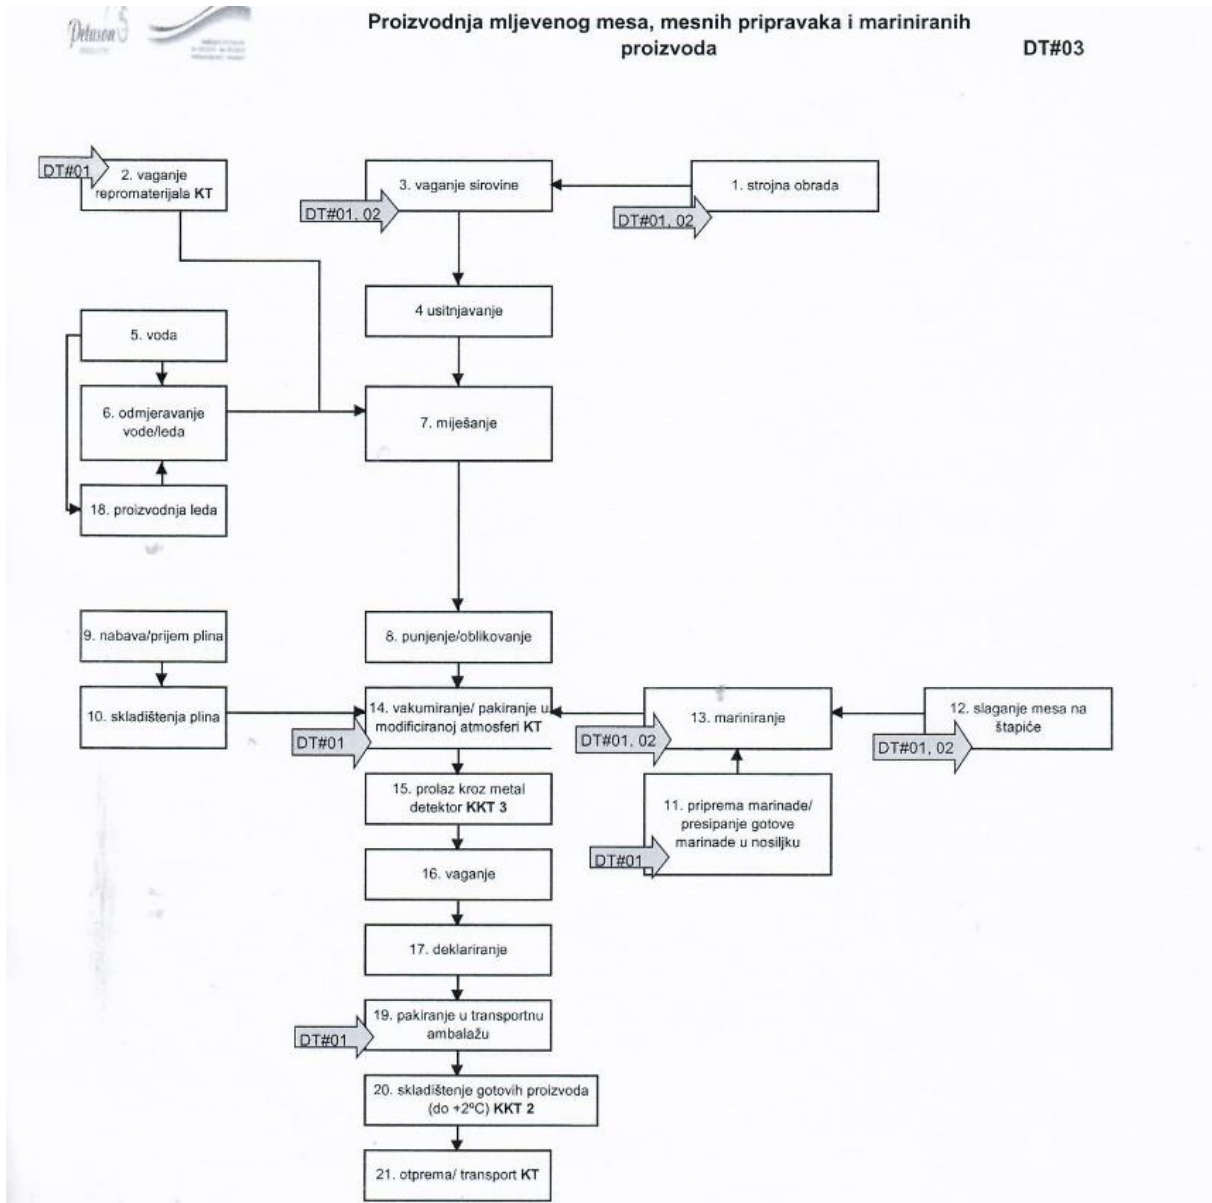 Peluson
Proizvodnja mljevenog mesa, mesnih pripravaka i mariniranih
proizvoda
DT#03
DT#01
2. vaganje
repromaterijala KT
3. vaganje sirovine
DT#01, 02
1. strojna obrada
DT#01, 02
4 usitnjavanje
5. voda
6. odmjeravanje
vode/leda
7. miješanje
18. proizvodnja leda
9. nabava/prijem plina
8. punjenje/oblikovanje
10. skladištenja plina
14. vakumiranje/ pakiranje u
modificiranoj atmosferi KT
DT#01
13. mariniranje
DT#01, 02
12. slaganje mesa na
štapiće
DT#01, 02
15. prolaz kroz metal
detektor KKT 3
11. priprema marinade/
presipanje gotove
marinade u nosiljku
DT#01
16. vaganje
17. deklariranje
19. pakiranje u transportnu
ambalažu
DT#01
20. skladištenje gotovih proizvoda
(do +2ºC) KKT 2
21. otprema/ transport KT